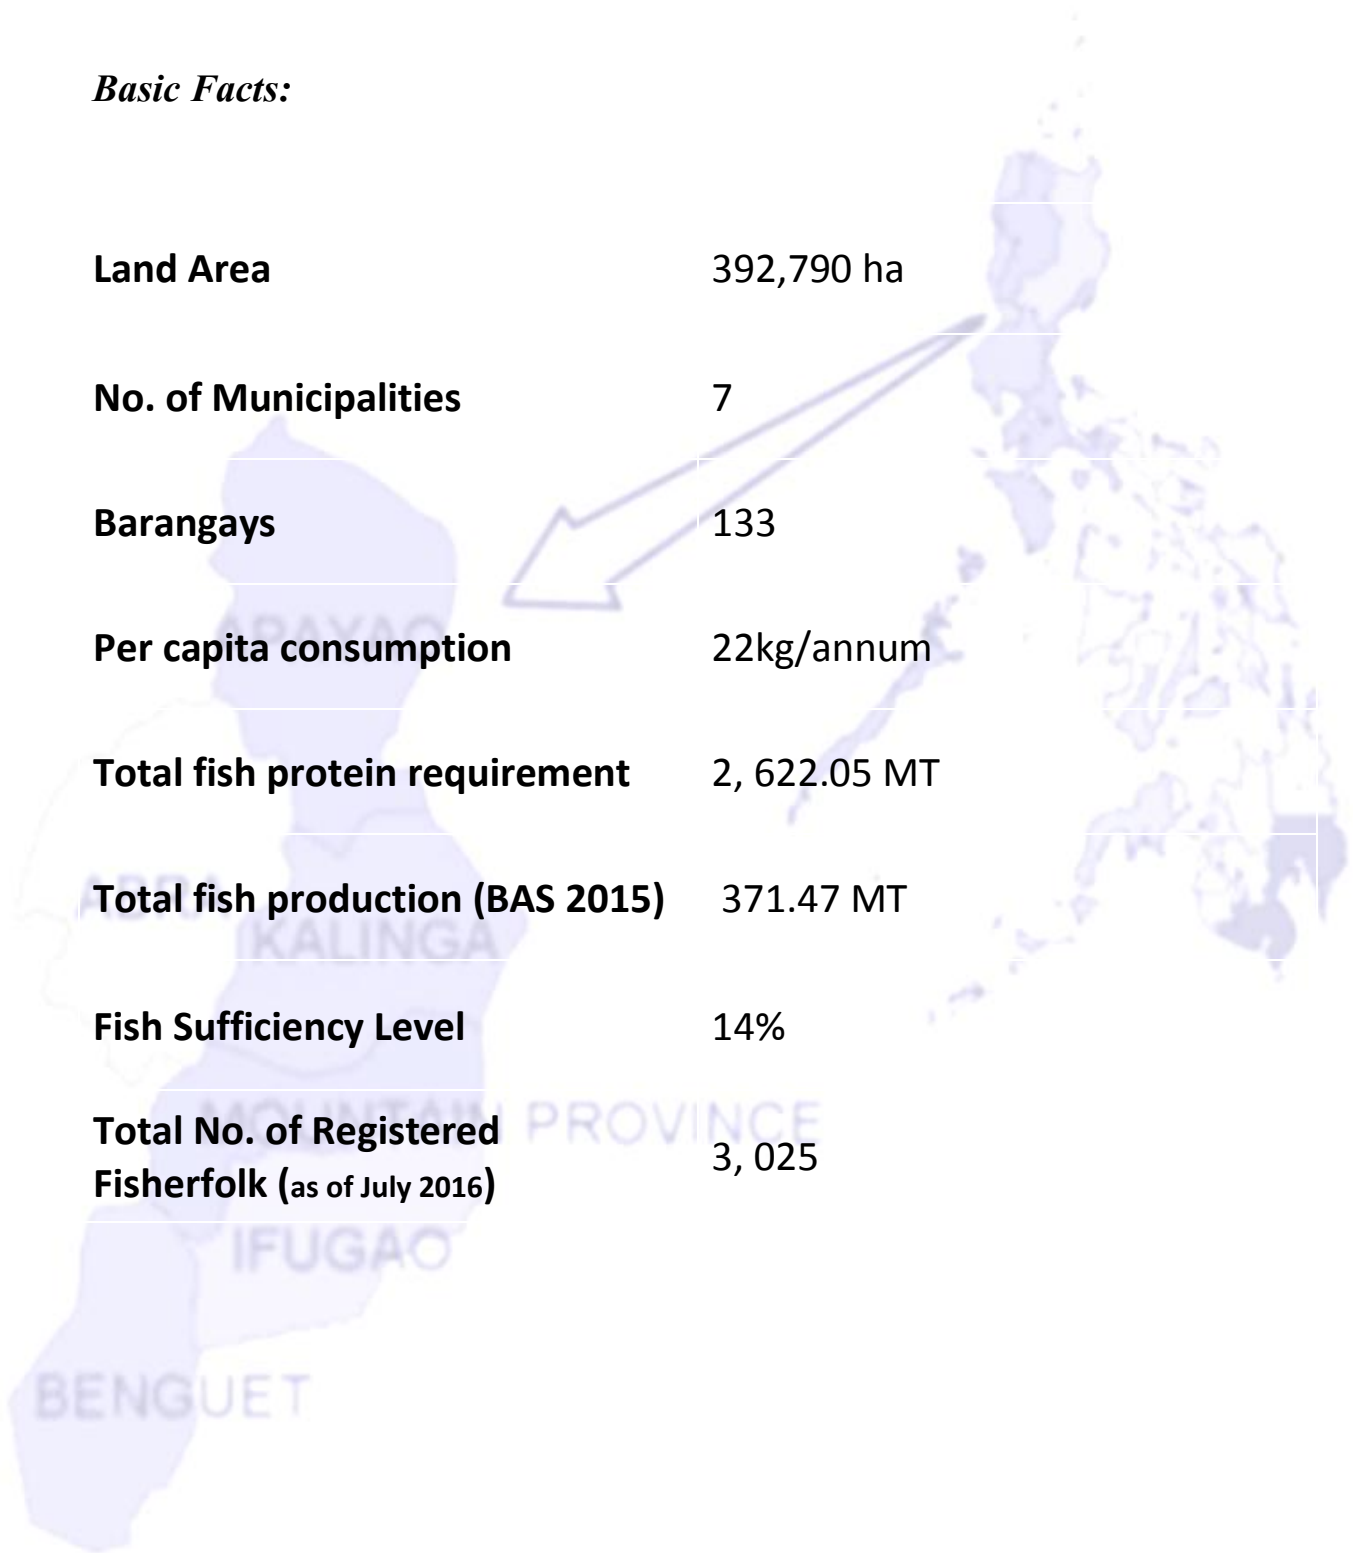 Basic Facts:
Land Area 392,790 ha
No. of Municipalities 7
Barangays 133
APAYAO
Per capita consumption 22kg/annum
Total fish protein requirement 2, 622.05 MT
ABRA
Total fish production (BAS 2015) 371.47 MT
KALINGA
Fish Sufficiency Level 14%
MOUNTAIN PROVINCE
Total No. of Registered
Fisherfolk (as of July 2016) 3, 025
IFUGAO
BENGUET